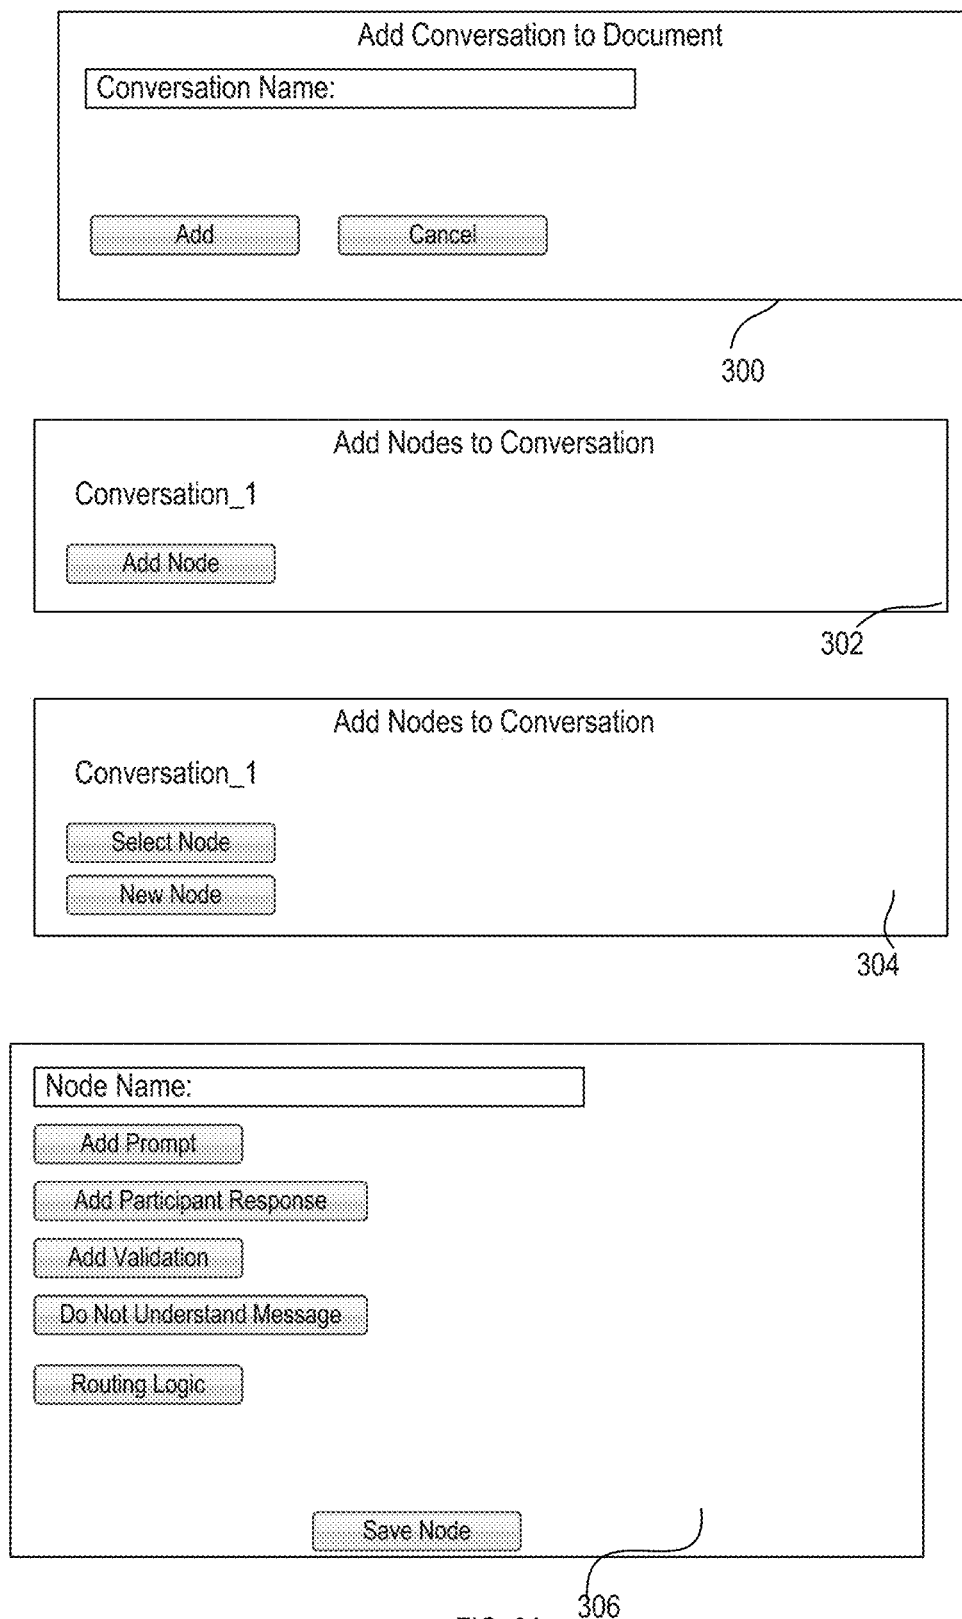 Add Conversation to Document
Conversation Name:
Add Cancel
300
Add Nodes to Conversation
Conversation_1
Add Node
302
Add Nodes to Conversation
Conversation_1
Select Node
New Node
304
Node Name:
Add Prompt
Add Participant Response
Add Validation
Do Not Understand Message
Routing Logic
Save Node
306